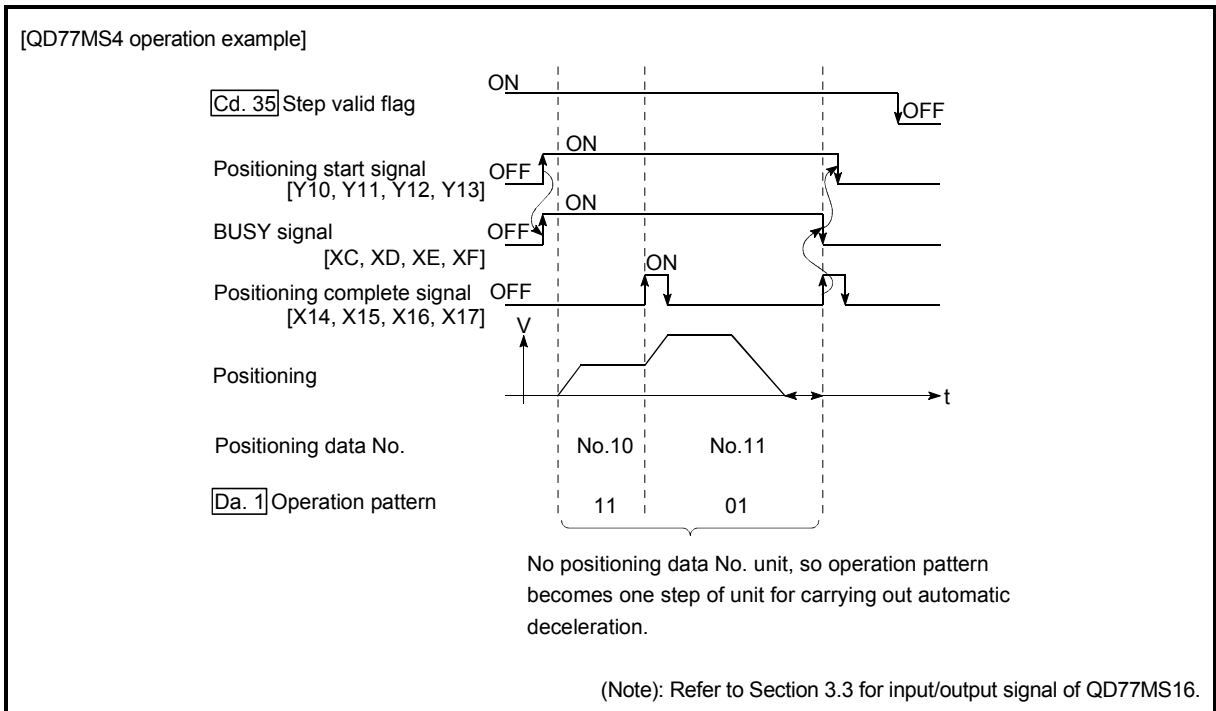 [QD77MS4 operation example]
ON
Cd. 35 Step valid flag
OFF
ON
Positioning start signal OFF
[Y10, Y11, Y12, Y13]
ON
BUSY signal OFF
[XC, XD, XE, XF]
ON
Positioning complete signal OFF
[X14, X15, X16, X17]
V
Positioning
t
Positioning data No. No.10 No.11
Da. 1 Operation pattern 11 01
No positioning data No. unit, so operation pattern
becomes one step of unit for carrying out automatic
deceleration.
(Note): Refer to Section 3.3 for input/output signal of QD77MS16.